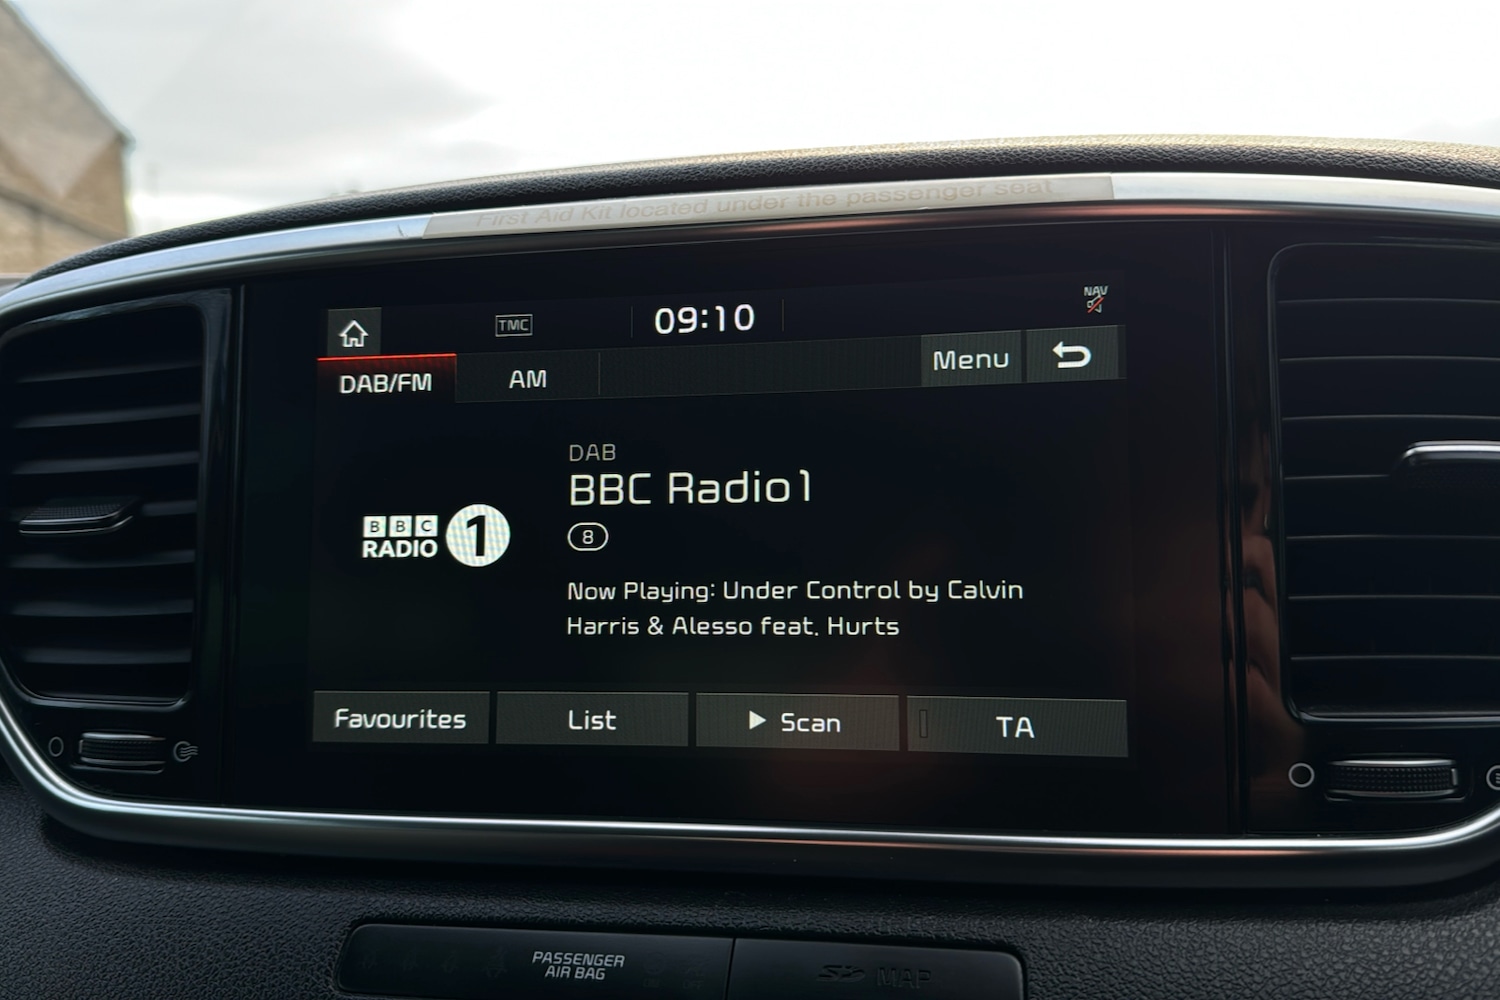 First Aid Kit located under the passenger seat
TMC
09:10
NAV
DAB/FM
AM
Menu
DAB
BBC Radio1
8
BBC
RADIO
1
Now Playing: Under Control by Calvin
Harris & Alesso feat. Hurts
Favourites
List
Scan
TA
PASSENGER
AIR BAG
SD MAP